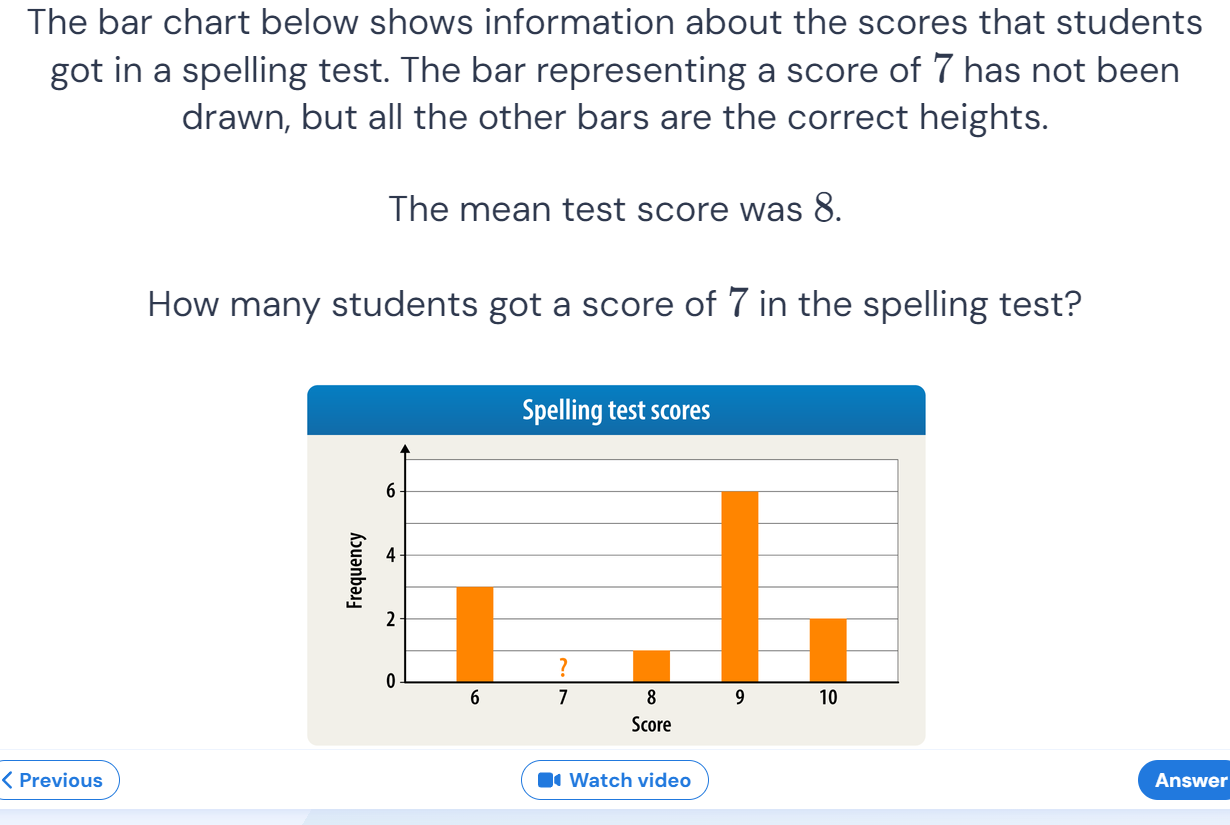 The bar chart below shows information about the scores that students
got in a spelling test. The bar representing a score of 7 has not been
drawn, but all the other bars are the correct heights.
The mean test score was 8.
How many students got a score of 7 in the spelling test?
Spelling test scores
Frequency
6
4
2
0
?
6 7 8 9 10
Score
Previous
Watch video
Answer